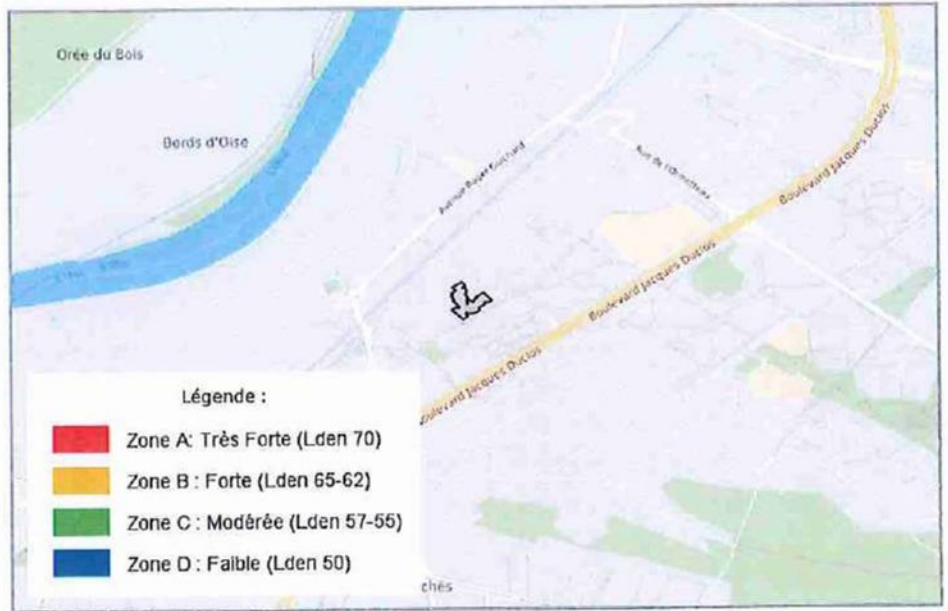 Orée du Bois
Bords d'Oise
Avenue Roger Guichard
Boulevard Jacques Duclos
Boulevard Jacques Duclos
Boulevard Jacques Duclos
Légende :
Zone A: Très Forte (Lden 70)
Zone B : Forte (Lden 65-62)
Zone C : Modérée (Lden 57-55)
Zone D : Faible (Lden 50)